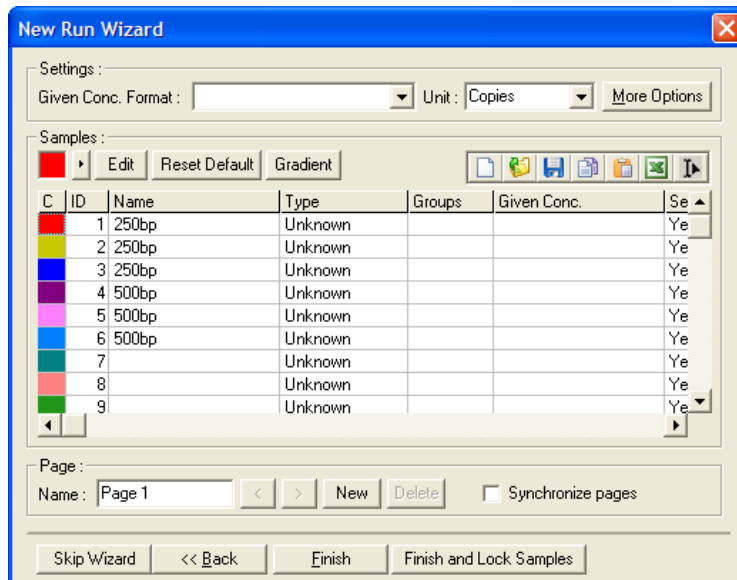 New Run Wizard
Settings :
Given Conc. Format : Unit : Copies More Options
Samples :
Edit Reset Default Gradient
C ID Name Type Groups Given Conc. Se
1 250bp Unknown Ye
2 250bp Unknown Ye
3 250bp Unknown Ye
4 500bp Unknown Ye
5 500bp Unknown Ye
6 500bp Unknown Ye
7 Unknown Ye
8 Unknown Ye
9 Unknown Ye
Page :
Name : Page 1 < > New Delete Synchronize pages
Skip Wizard << Back Finish Finish and Lock Samples